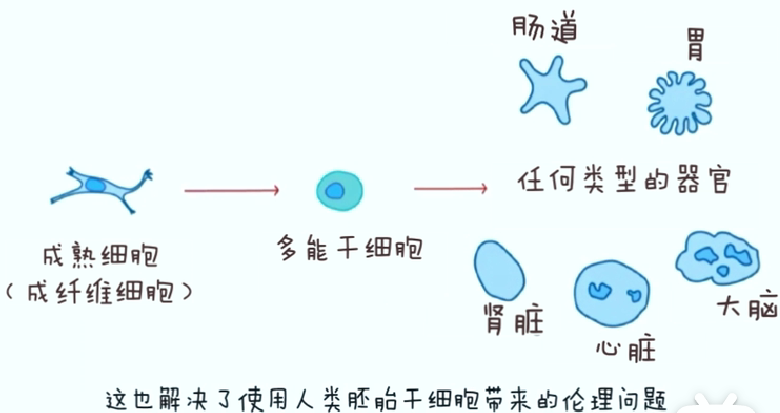 肠道
胃
任何类型的器官
成熟细胞
（成纤维细胞）
多能干细胞
肾脏
心脏
大脑
这也解决了使用人类胚胎干细胞带来的伦理问题